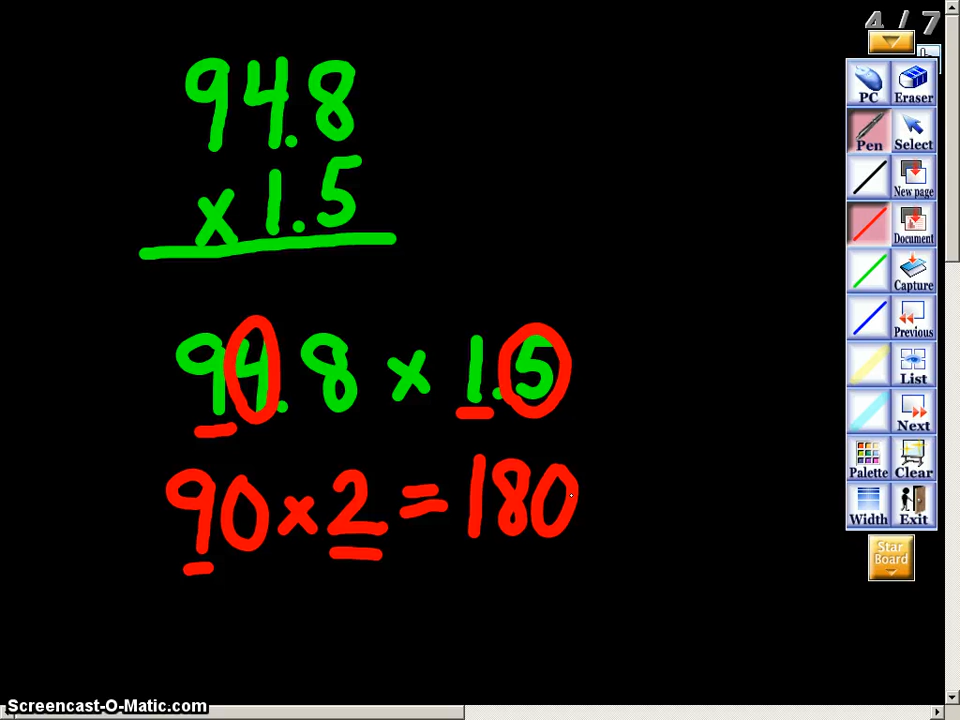 4 / 7
94.8
x 1.5
94.8 x 1.5
90 x 2 = 180
PC
Eraser
Pen
Select
New page
Document
Capture
Previous
List
Next
Palette
Clear
Width
Exit
Star
Board
Screencast-O-Matic.com